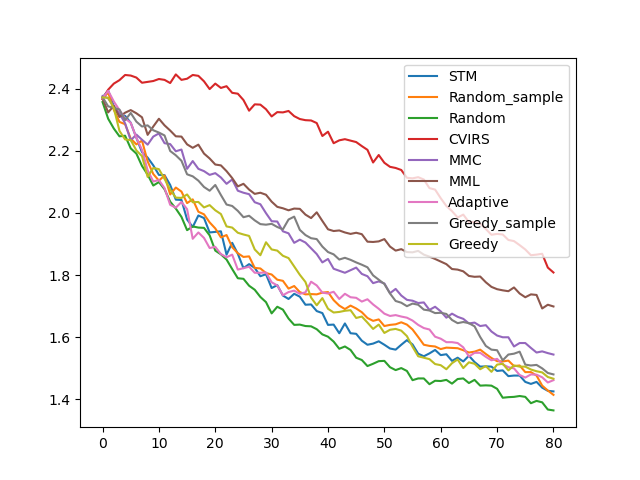 2.4
2.2
2.0
1.8
1.6
1.4
0 10 20 30 40 50 60 70 80
STM
Random_sample
Random
CVIRS
MMC
MML
Adaptive
Greedy_sample
Greedy